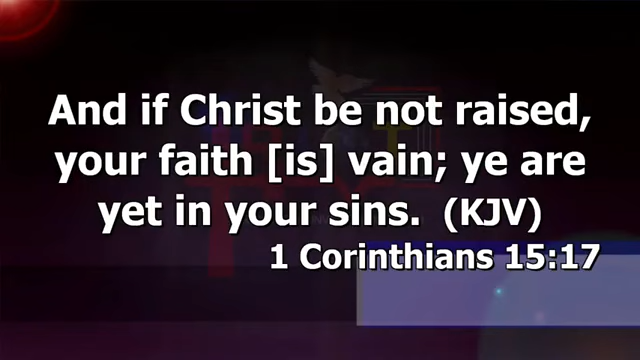 And if Christ be not raised,
your faith [is] vain; ye are
yet in your sins. (KJV)
1 Corinthians 15:17